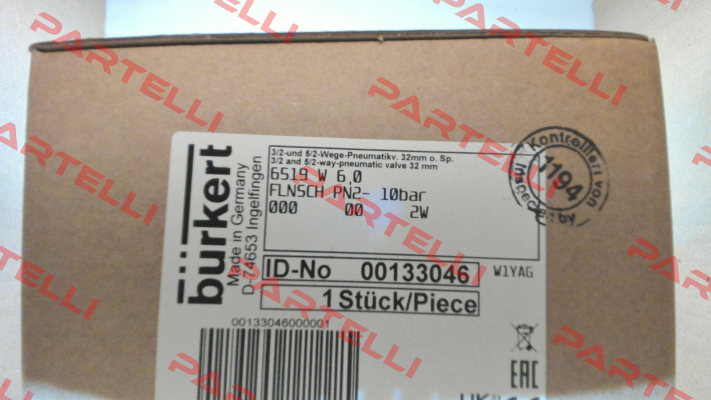 bürkert
Made in Germany
D-74653 Ingelfingen
3/2-und 5/2-Wege-Pneumatikv. 32mm o. Sp.
3/2 and 5/2-way-pneumatic valve 32 mm
6519 W 6,0
FLNSCH PN2- 10bar
000 00 2W
ID-No 00133046
W1YAG
1 Stück/Piece
00133046000001
EAC
Kontrolliert von
1194
Inspected by
PARTELLI
PARTELLI
PARTELLI
PARTELLI
PARTELLI
PARTELLI
PARTELLI